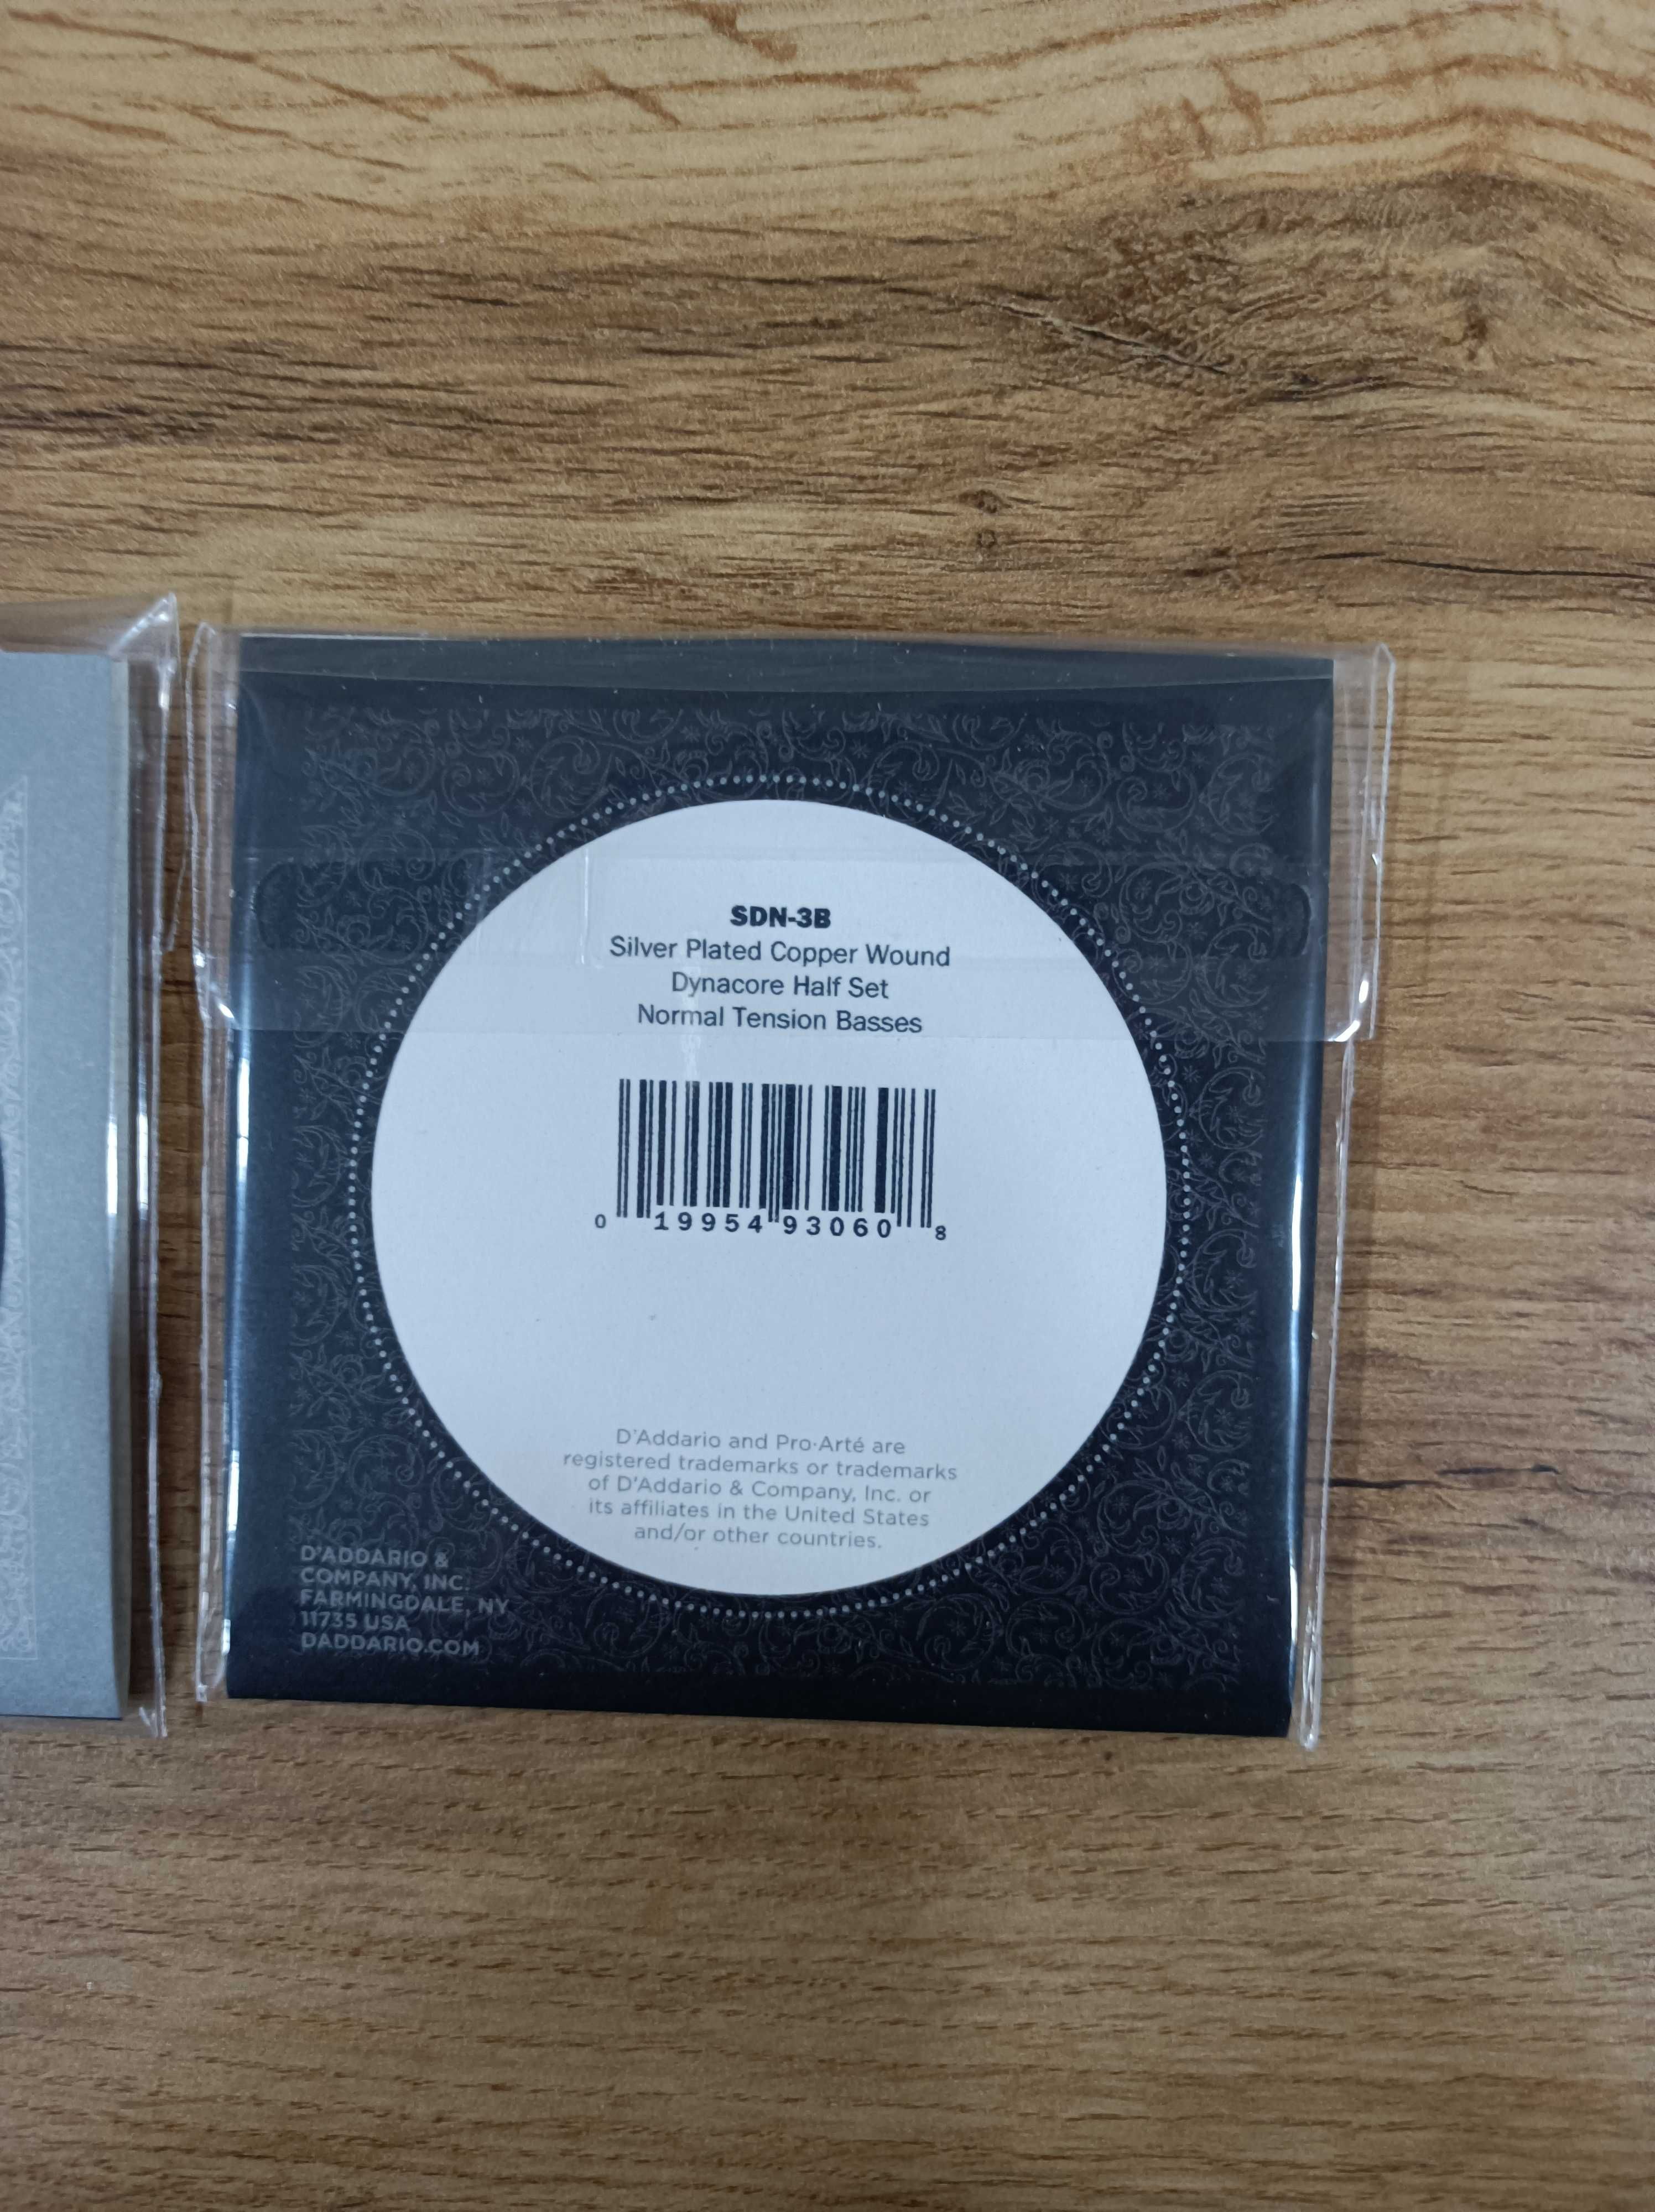 SDN-3B
Silver Plated Copper Wound
Dynacore Half Set
Normal Tension Basses
0 19954 93060 8
D'Addario and Pro·Arté are
registered trademarks or trademarks
of D'Addario & Company, Inc. or
its affiliates in the United States
and/or other countries.
D'ADDARIO &
COMPANY, INC.
FARMINGDALE, NY
11735 USA
DADDARIO.COM